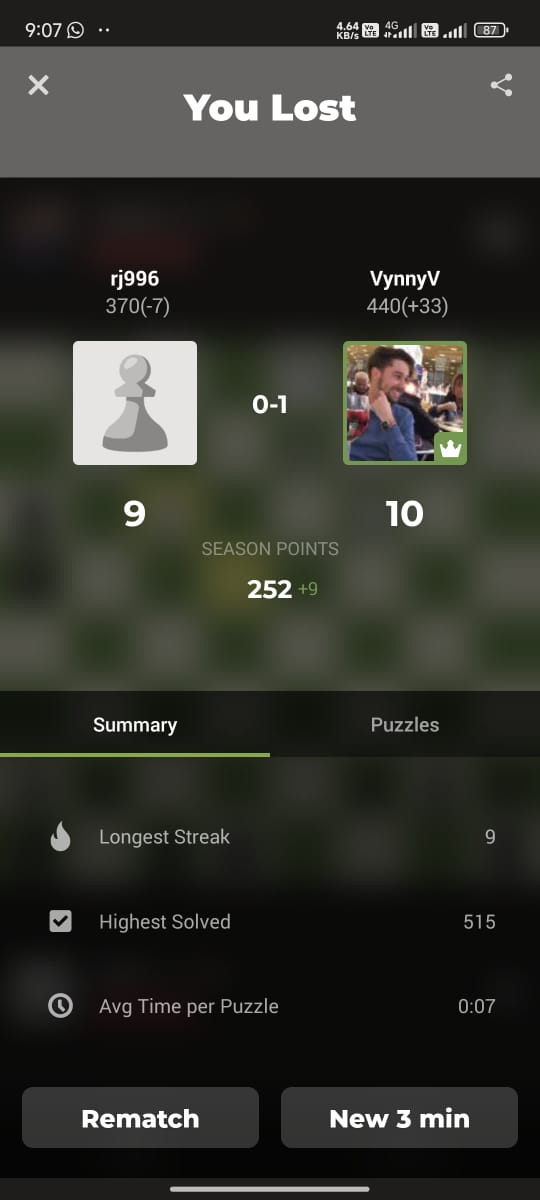 9:07
4.64 KB/s Vo LTE 4G Vo LTE 87
You Lost
rj996 VynnyV
370(-7) 440(+33)
0-1
9 10
SEASON POINTS
252 +9
Summary Puzzles
Longest Streak 9
Highest Solved 515
Avg Time per Puzzle 0:07
Rematch New 3 min